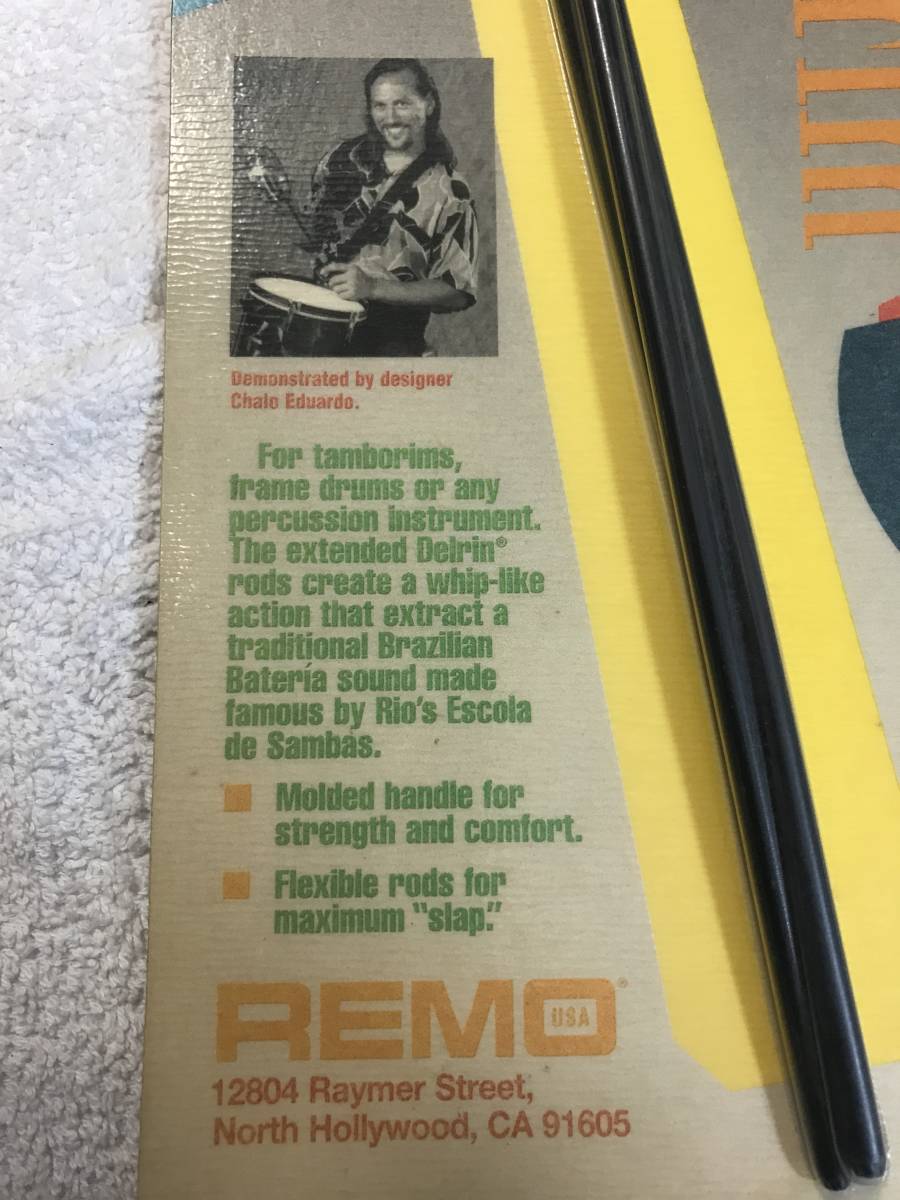 Demonstrated by designer
Chalo Eduardo.
For tamborims,
frame drums or any
percussion instrument.
The extended Delrin®
rods create a whip-like
action that extract a
traditional Brazilian
Batería sound made
famous by Rio's Escola
de Sambas.
Molded handle for
strength and comfort.
Flexible rods for
maximum "slap."
REMO®
USA
12804 Raymer Street,
North Hollywood, CA 91605